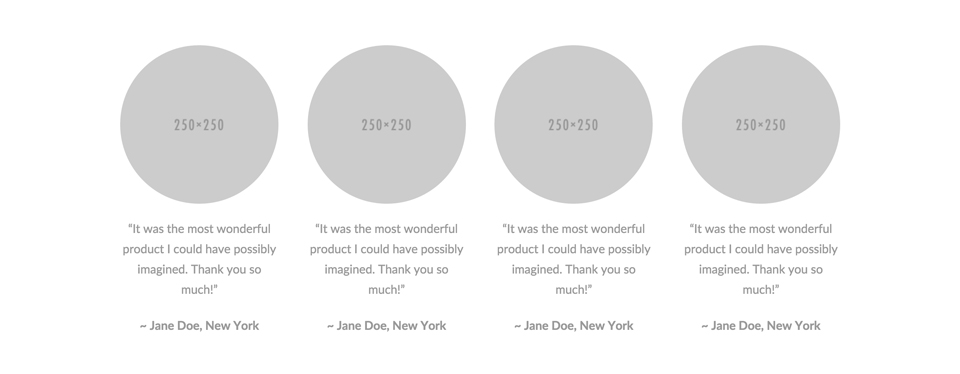 250×250
250×250
250×250
250×250
“It was the most wonderful
product I could have possibly
imagined. Thank you so
much!”
~ Jane Doe, New York
“It was the most wonderful
product I could have possibly
imagined. Thank you so
much!”
~ Jane Doe, New York
“It was the most wonderful
product I could have possibly
imagined. Thank you so
much!”
~ Jane Doe, New York
“It was the most wonderful
product I could have possibly
imagined. Thank you so
much!”
~ Jane Doe, New York